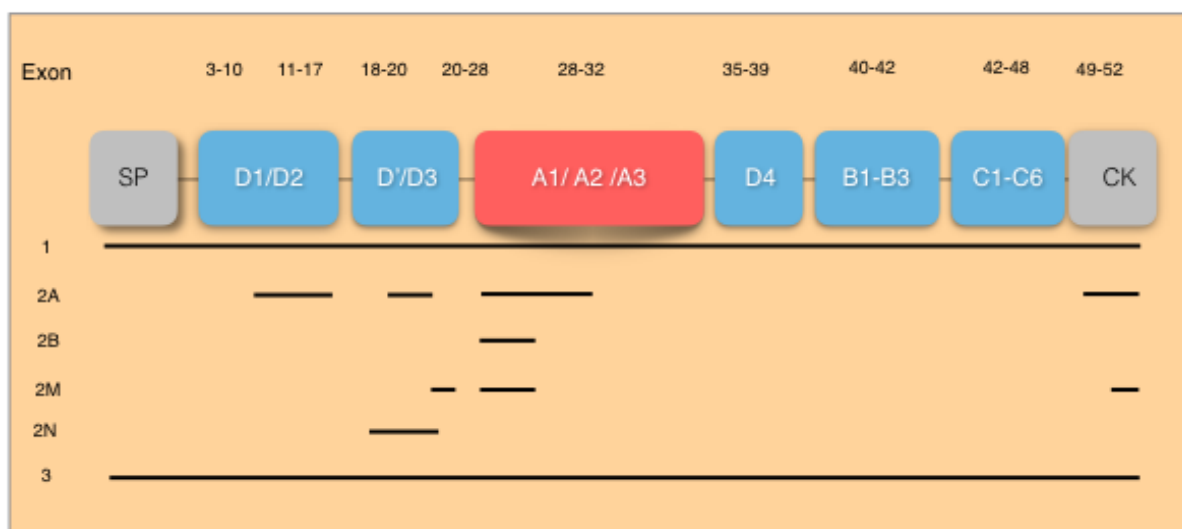 Exon 3-10 11-17 18-20 20-28 28-32 35-39 40-42 42-48 49-52
SP D1/D2 D'/D3 A1/ A2 /A3 D4 B1-B3 C1-C6 CK
1
2A
2B
2M
2N
3